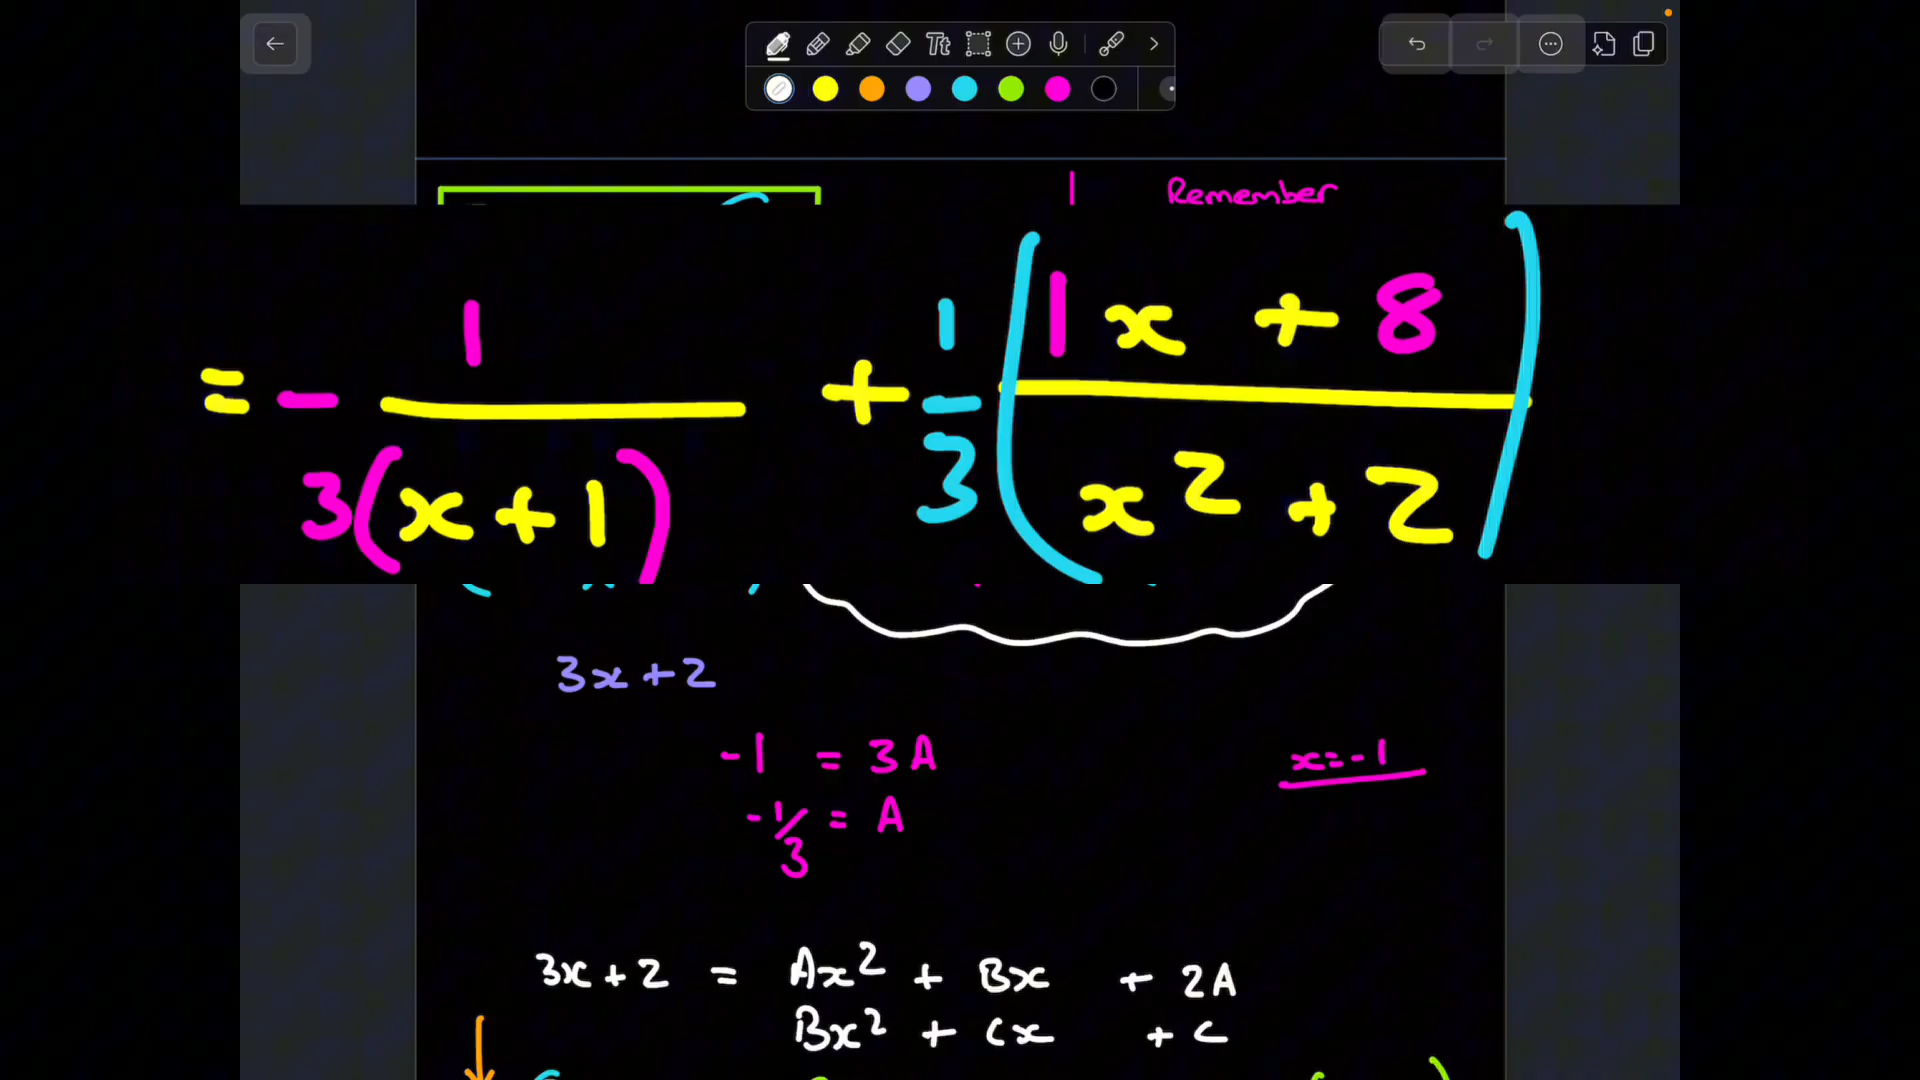 Tt
Remember
= - 1/3(x + 1) + 1/3 (1x + 8 / x² + 2)
3x + 2
-1 = 3A x = -1
-1/3 = A
3x + 2 = Ax² + Bx + 2A
Bx² + Cx + C